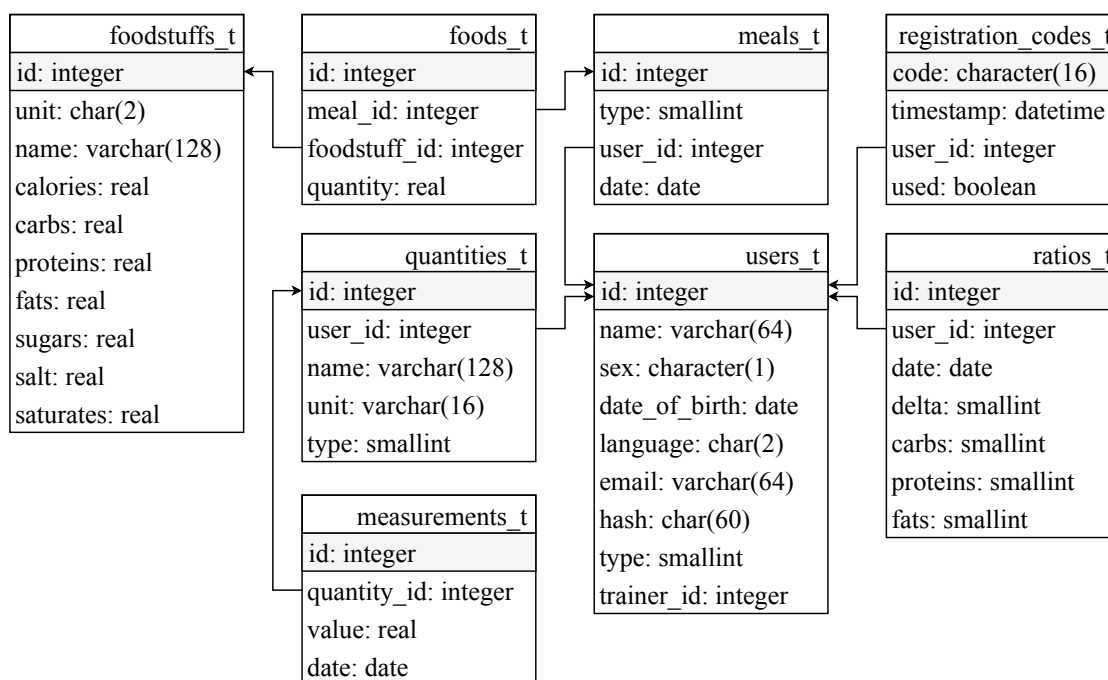 foodstuffs_t
id: integer
unit: char(2)
name: varchar(128)
calories: real
carbs: real
proteins: real
fats: real
sugars: real
salt: real
saturates: real
foods_t
id: integer
meal_id: integer
foodstuff_id: integer
quantity: real
meals_t
id: integer
type: smallint
user_id: integer
date: date
registration_codes_t
code: character(16)
timestamp: datetime
user_id: integer
used: boolean
quantities_t
id: integer
user_id: integer
name: varchar(128)
unit: varchar(16)
type: smallint
users_t
id: integer
name: varchar(64)
sex: character(1)
date_of_birth: date
language: char(2)
email: varchar(64)
hash: char(60)
type: smallint
trainer_id: integer
ratios_t
id: integer
user_id: integer
date: date
delta: smallint
carbs: smallint
proteins: smallint
fats: smallint
measurements_t
id: integer
quantity_id: integer
value: real
date: date